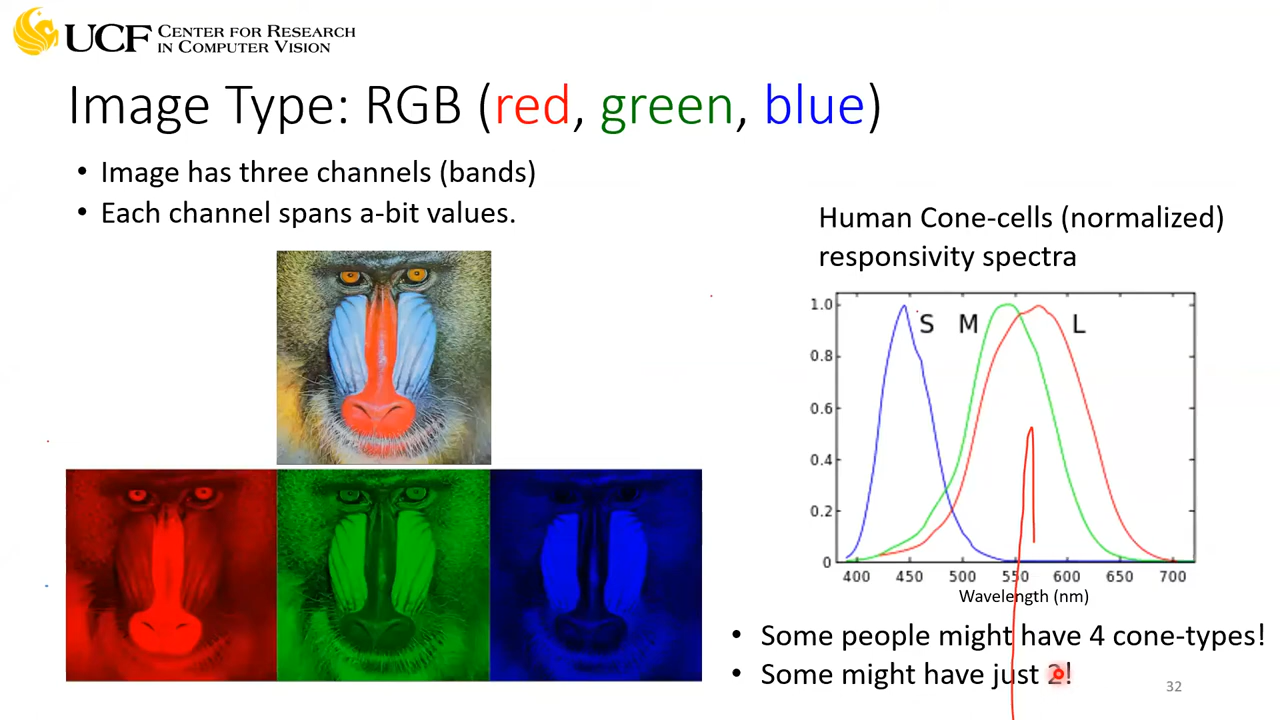 UCF CENTER FOR RESEARCH
IN COMPUTER VISION
Image Type: RGB (red, green, blue)
• Image has three channels (bands)
• Each channel spans a-bit values.
Human Cone-cells (normalized)
responsivity spectra
1.0
0.8
0.6
0.4
0.2
0
S M L
400 450 500 550 600 650 700
Wavelength (nm)
• Some people might have 4 cone-types!
• Some might have just 2!
32